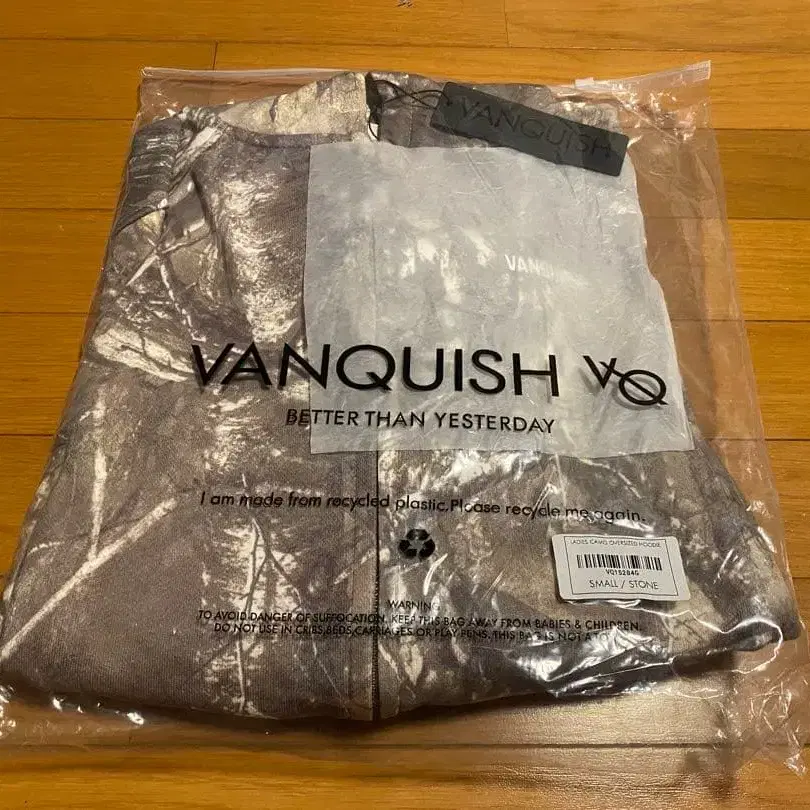 VANQUISH
VANQUISH VQ
BETTER THAN YESTERDAY
I am made from recycled plastic, Please recycle me again.
LADIES CAMO OVERSIZED HOODIE
SMALL / STONE
WARNING
TO AVOID DANGER OF SUFFOCATION, KEEP THIS BAG AWAY FROM BABIES & CHILDREN.
DO NOT USE IN CRIBS,BEDS,CARRIAGES OR PLAY PENS, THIS BAG IS NOT A